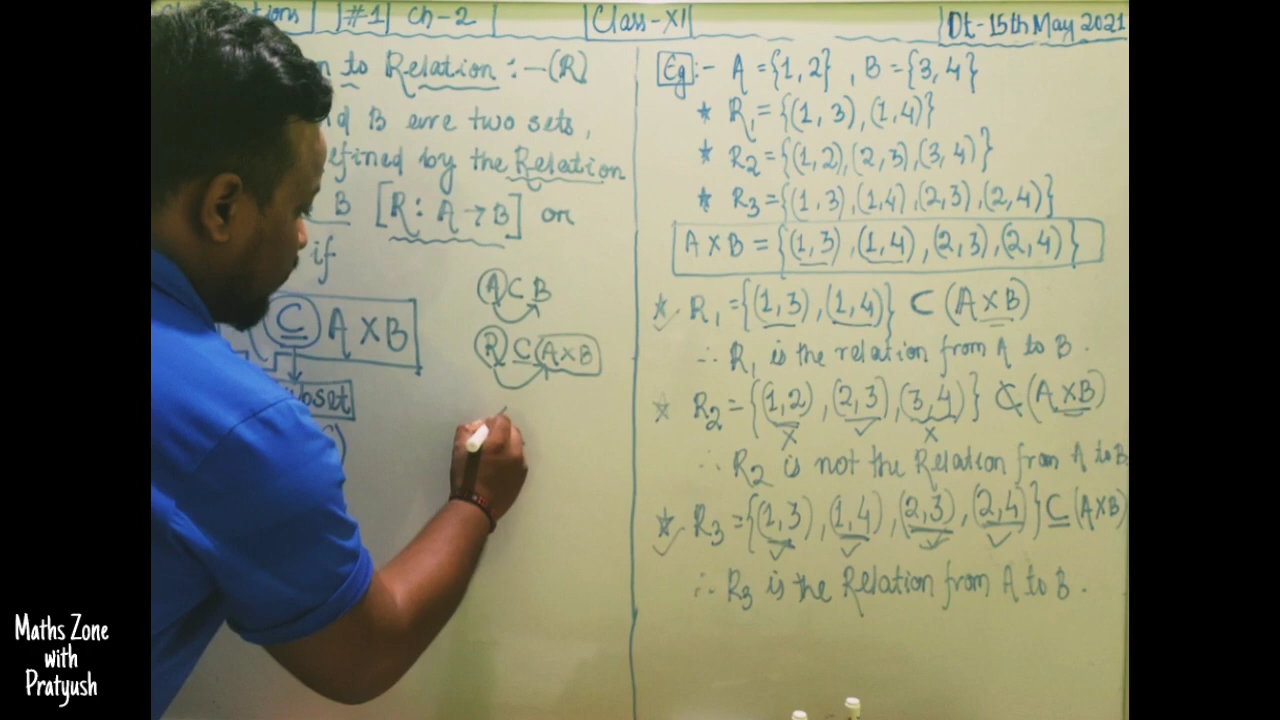 #1 Ch-2 Class-XI Dt-15th May 2021
to Relation :-(R)
B are two sets,
by the Relation
B [R: A→B] or
if
A ⊂ B
⊂ A × B
R ⊂ (A×B)
Eg :- A = {1, 2} , B = {3, 4}
★ R₁ = {(1, 3), (1, 4)}
★ R₂ = {(1, 2), (2, 3), (3, 4)}
★ R₃ = {(1, 3), (1, 4), (2, 3), (2, 4)}
A × B = {(1, 3), (1, 4), (2, 3), (2, 4)}
★ R₁ = {(1, 3), (1, 4)} ⊂ (A × B)
∴ R₁ is the relation from A to B.
★ R₂ = {(1, 2), (2, 3), (3, 4)} ⊄ (A × B)
× ✓ ×
∴ R₂ is not the Relation from A to B.
★ R₃ = {(1, 3), (1, 4), (2, 3), (2, 4)} ⊆ (A×B)
✓ ✓ ✓ ✓
∴ R₃ is the Relation from A to B.
Maths Zone
with
Pratyush